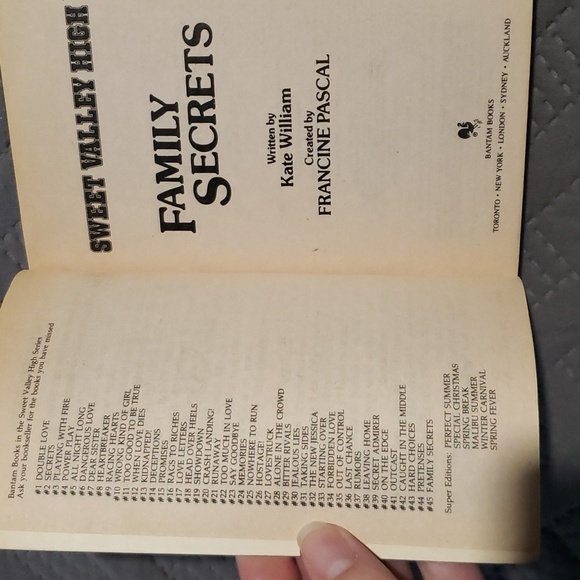 Bantam Books in the Sweet Valley High Series
Ask your bookseller for the books you have missed
#1 DOUBLE LOVE
#2 SECRETS
#3 PLAYING WITH FIRE
#4 POWER PLAY
#5 ALL NIGHT LONG
#6 DANGEROUS LOVE
#7 DEAR SISTER
#8 HEARTBREAKER
#9 RACING HEARTS
#10 WRONG KIND OF GIRL
#11 TOO GOOD TO BE TRUE
#12 WHEN LOVE DIES
#13 KIDNAPPED!
#14 DECEPTIONS
#15 PROMISES
#16 RAGS TO RICHES
#17 LOVE LETTERS
#18 HEAD OVER HEELS
#19 SHOWDOWN
#20 CRASH LANDING!
#21 RUNAWAY
#22 TOO MUCH IN LOVE
#23 SAY GOODBYE
#24 MEMORIES
#25 NOWHERE TO RUN
#26 HOSTAGE!
#27 LOVESTRUCK
#28 ALONE IN THE CROWD
#29 BITTER RIVALS
#30 JEALOUS LIES
#31 TAKING SIDES
#32 THE NEW JESSICA
#33 STARTING OVER
#34 FORBIDDEN LOVE
#35 OUT OF CONTROL
#36 LAST CHANCE
#37 RUMORS
#38 LEAVING HOME
#39 SECRET ADMIRER
#40 ON THE EDGE
#41 OUTCAST
#42 CAUGHT IN THE MIDDLE
#43 HARD CHOICES
#44 PRETENSES
#45 FAMILY SECRETS
Super Editions: PERFECT SUMMER
SPECIAL CHRISTMAS
SPRING BREAK
MALIBU SUMMER
WINTER CARNIVAL
SPRING FEVER
SWEET VALLEY HIGH
FAMILY
SECRETS
Written by
Kate William
Created by
FRANCINE PASCAL
BANTAM BOOKS
TORONTO • NEW YORK • LONDON • SYDNEY • AUCKLAND